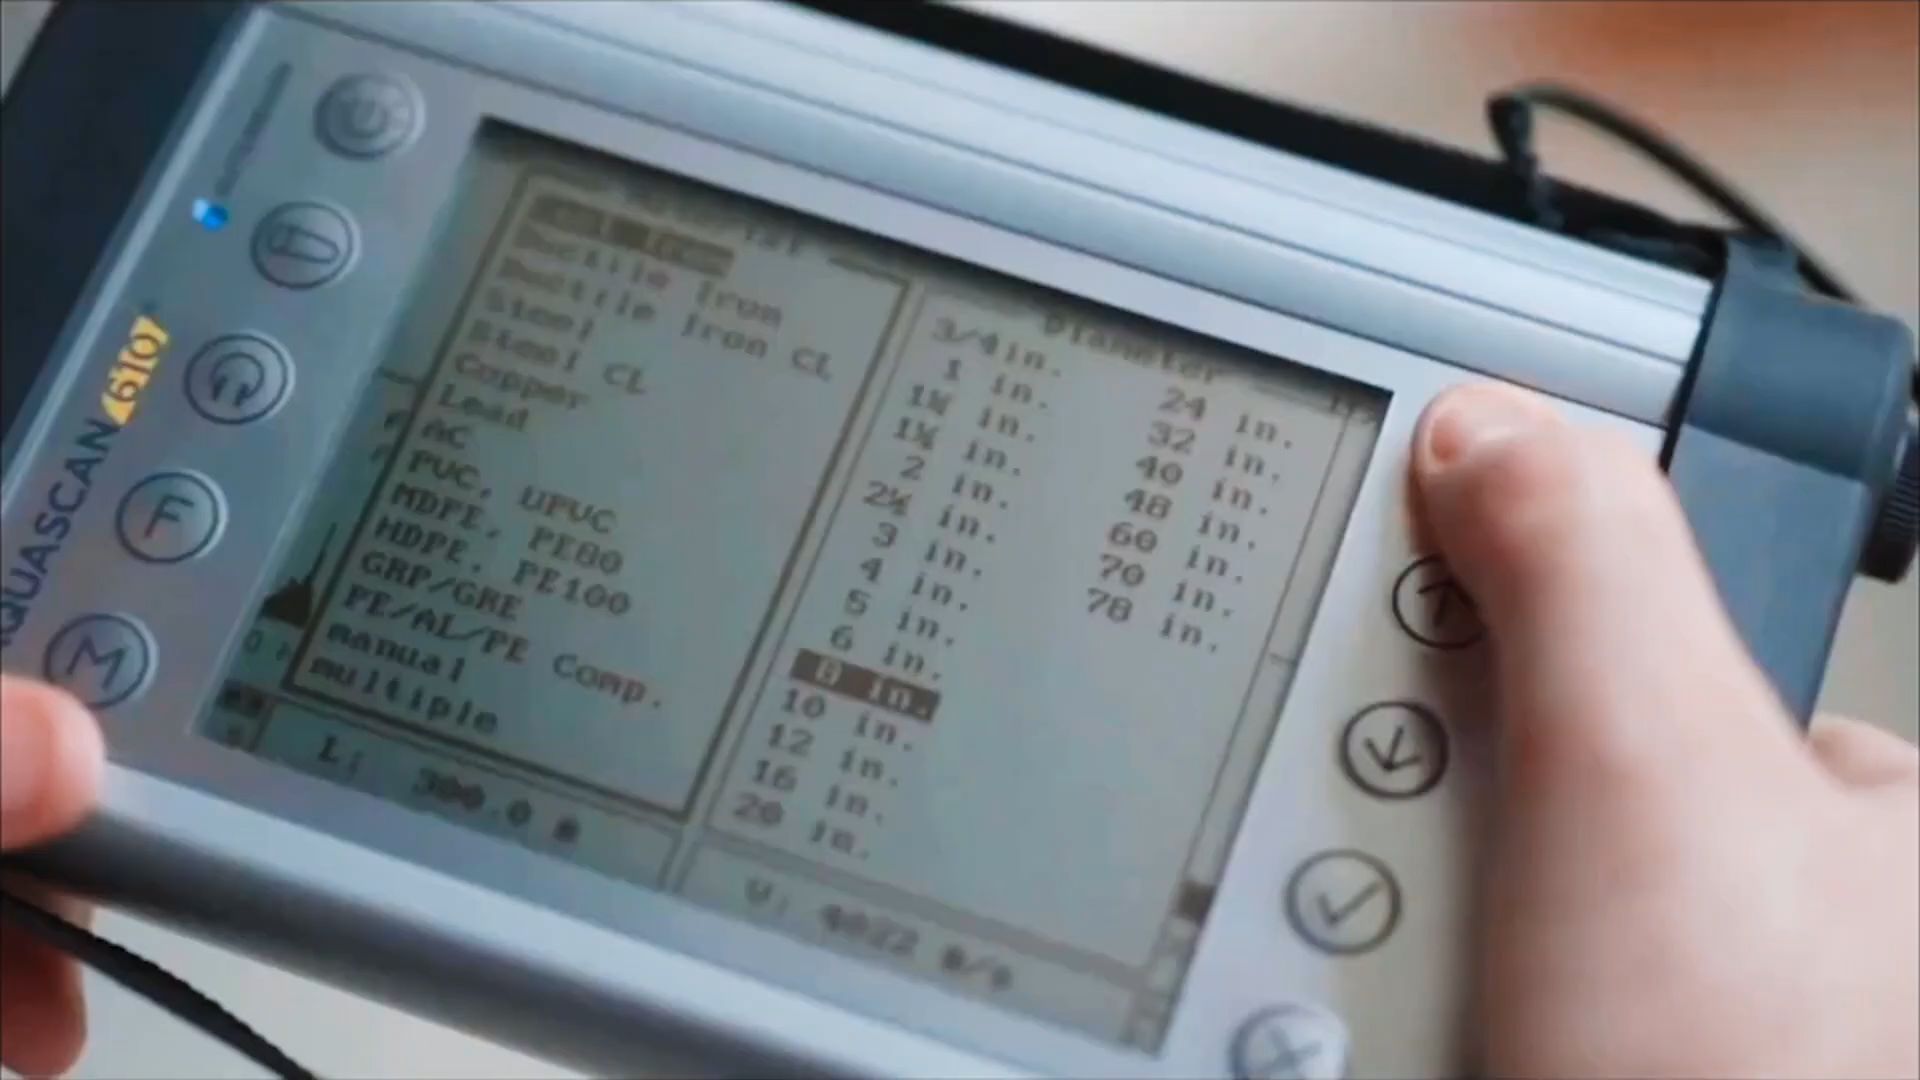 AQUASCAN 610
F
M
Ductile Iron
Ductile Iron CL
Steel
Steel CL
Copper
Lead
AC
PVC, UPVC
MDPE, PE80
HDPE, PE100
GRP/GRE
PE/AL/PE Comp.
manual
multiple
Diameter
3/4in.
1 in.
1¼ in.
1½ in.
2 in.
2½ in.
3 in.
4 in.
5 in.
6 in.
8 in.
10 in.
12 in.
16 in.
20 in.
24 in.
32 in.
40 in.
48 in.
60 in.
70 in.
78 in.
L: 300.0 m
V: 4022 m/s